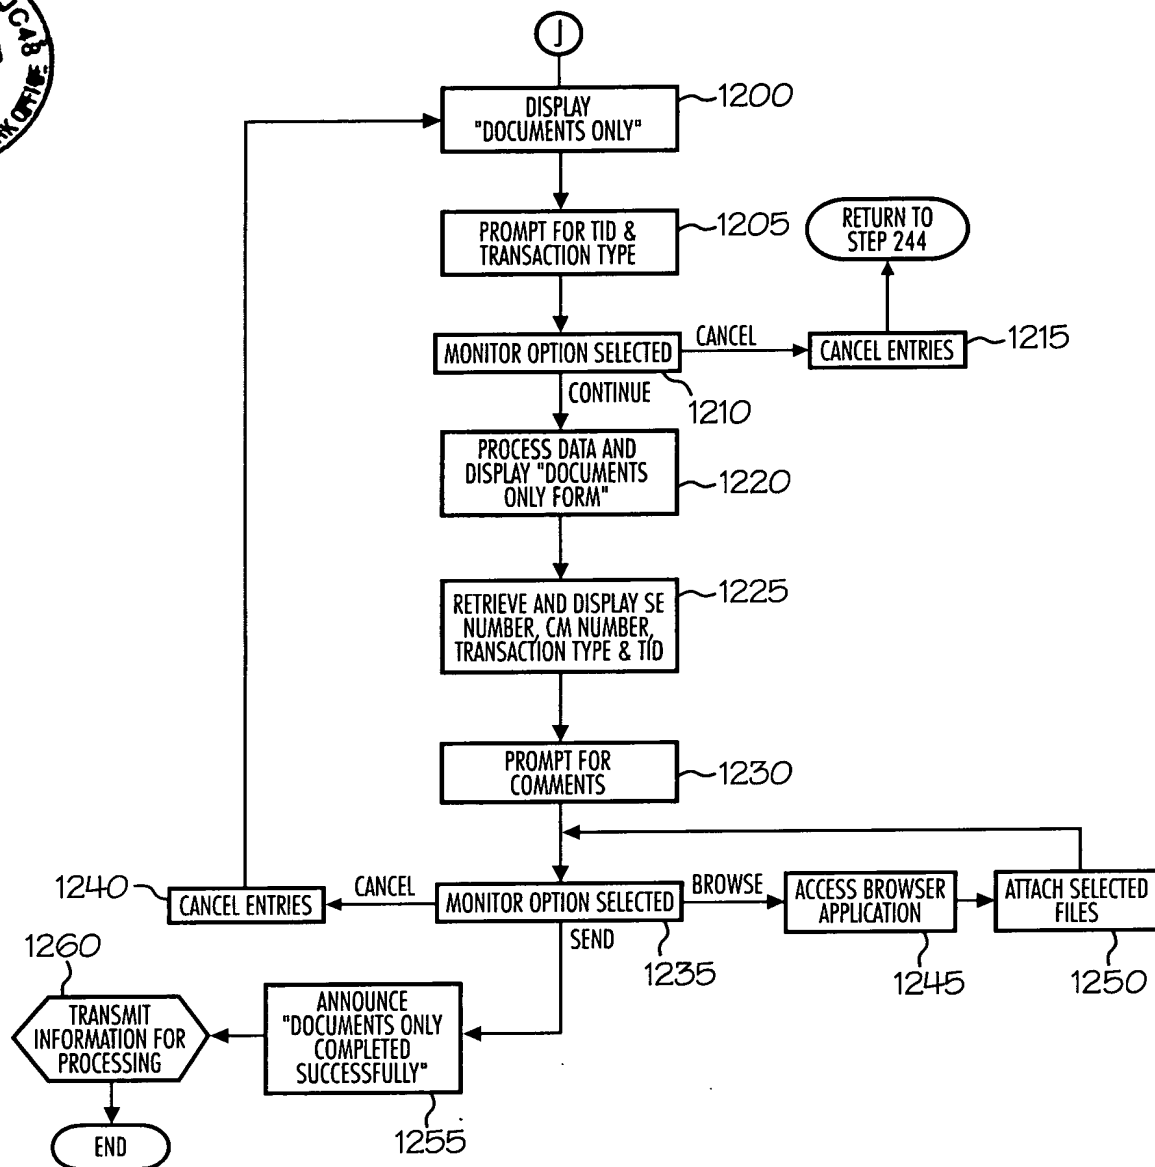 J
DISPLAY
"DOCUMENTS ONLY"
1200
PROMPT FOR TID &
TRANSACTION TYPE
1205
RETURN TO
STEP 244
MONITOR OPTION SELECTED
CANCEL
CANCEL ENTRIES
1215
1210
CONTINUE
PROCESS DATA AND
DISPLAY "DOCUMENTS
ONLY FORM"
1220
RETRIEVE AND DISPLAY SE
NUMBER, CM NUMBER,
TRANSACTION TYPE & TID
1225
PROMPT FOR
COMMENTS
1230
1240
CANCEL ENTRIES
CANCEL
MONITOR OPTION SELECTED
BROWSE
ACCESS BROWSER
APPLICATION
ATTACH SELECTED
FILES
SEND
1235
1245
1250
1260
TRANSMIT
INFORMATION FOR
PROCESSING
ANNOUNCE
"DOCUMENTS ONLY
COMPLETED
SUCCESSFULLY"
1255
END